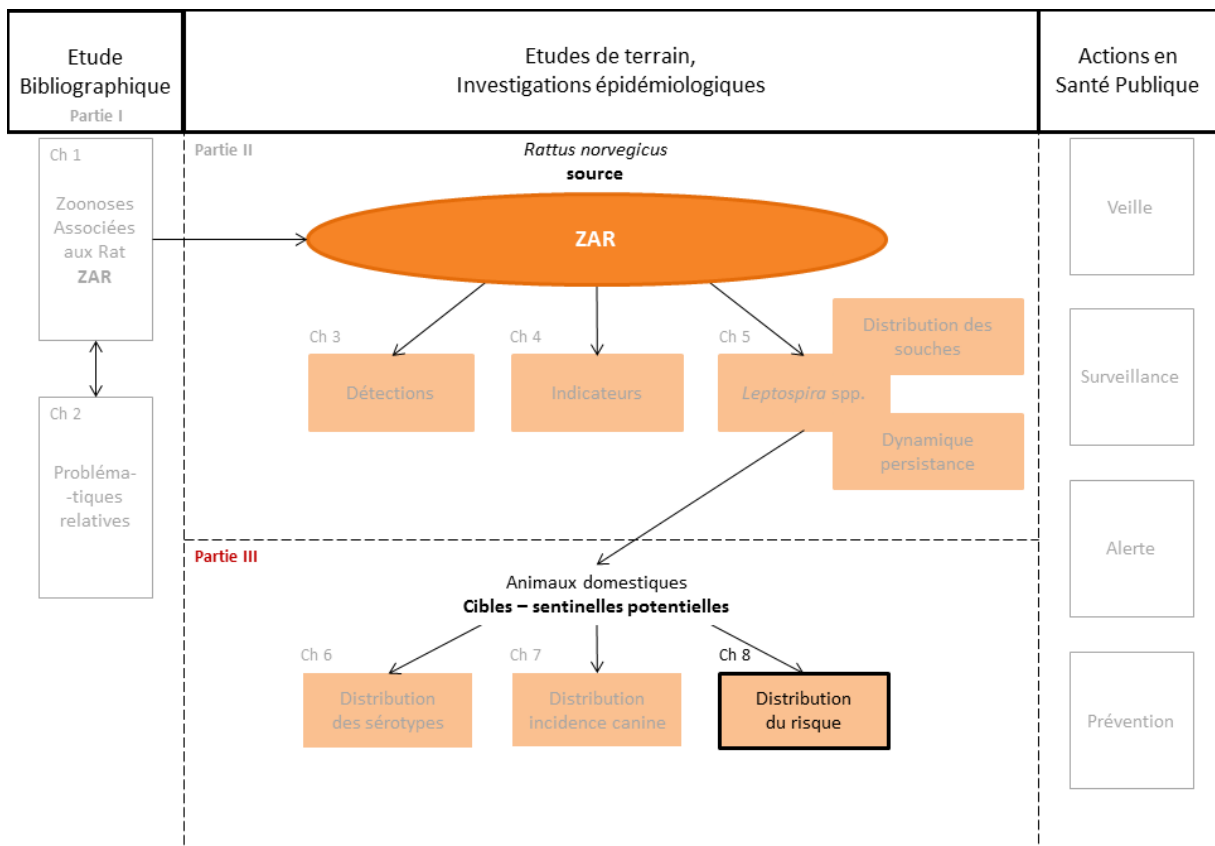 Etude
Bibliographique
Partie I
Etudes de terrain,
Investigations épidémiologiques
Actions en
Santé Publique
Ch 1
Zoonoses
Associées
aux Rat
ZAR
Ch 2
Probléma-
-tiques
relatives
Partie II
Rattus norvegicus
source
ZAR
Ch 3
Détections
Ch 4
Indicateurs
Ch 5
Leptospira spp.
Distribution des
souches
Dynamique
persistance
Partie III
Animaux domestiques
Cibles – sentinelles potentielles
Ch 6
Distribution
des sérotypes
Ch 7
Distribution
incidence canine
Ch 8
Distribution
du risque
Veille
Surveillance
Alerte
Prévention